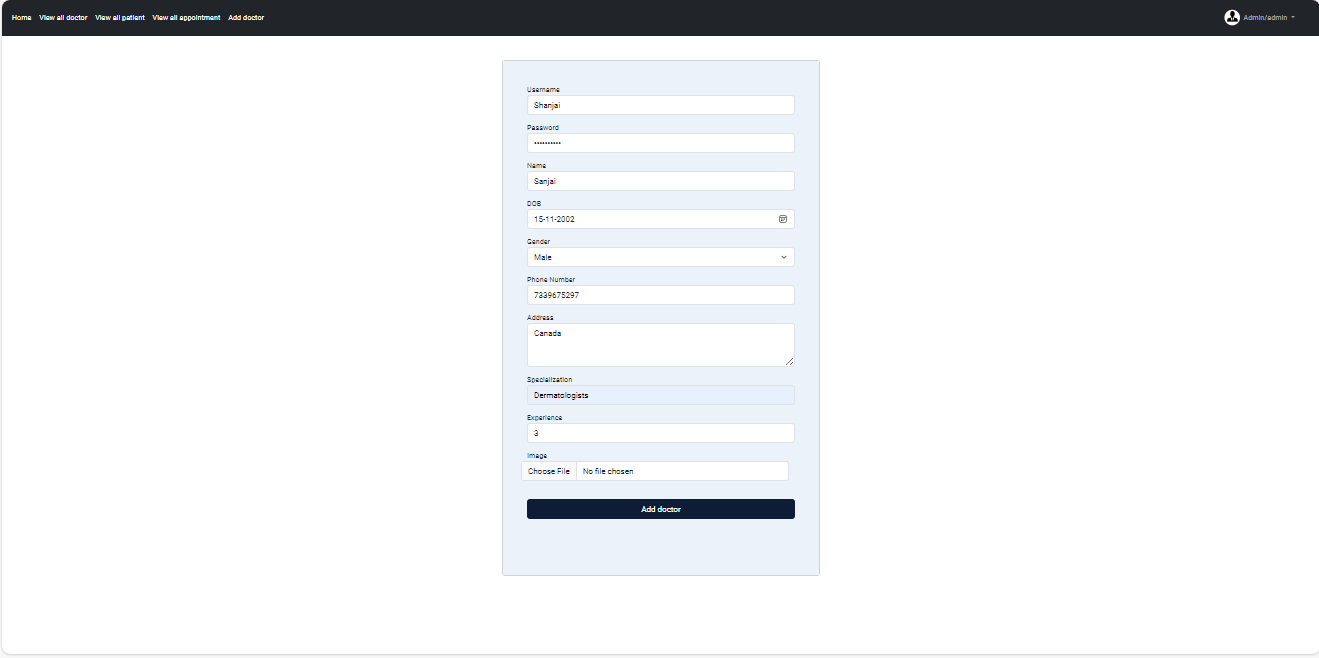 Home View all doctor View all patient View all appointment Add doctor Admin/admin
Username
Shanjai
Password
••••••••••
Name
Sanjai
DOB
15-11-2002
Gender
Male
Phone Number
7339675297
Address
Canada
Specialization
Dermatologists
Experience
3
Image
Choose File No file chosen
Add doctor